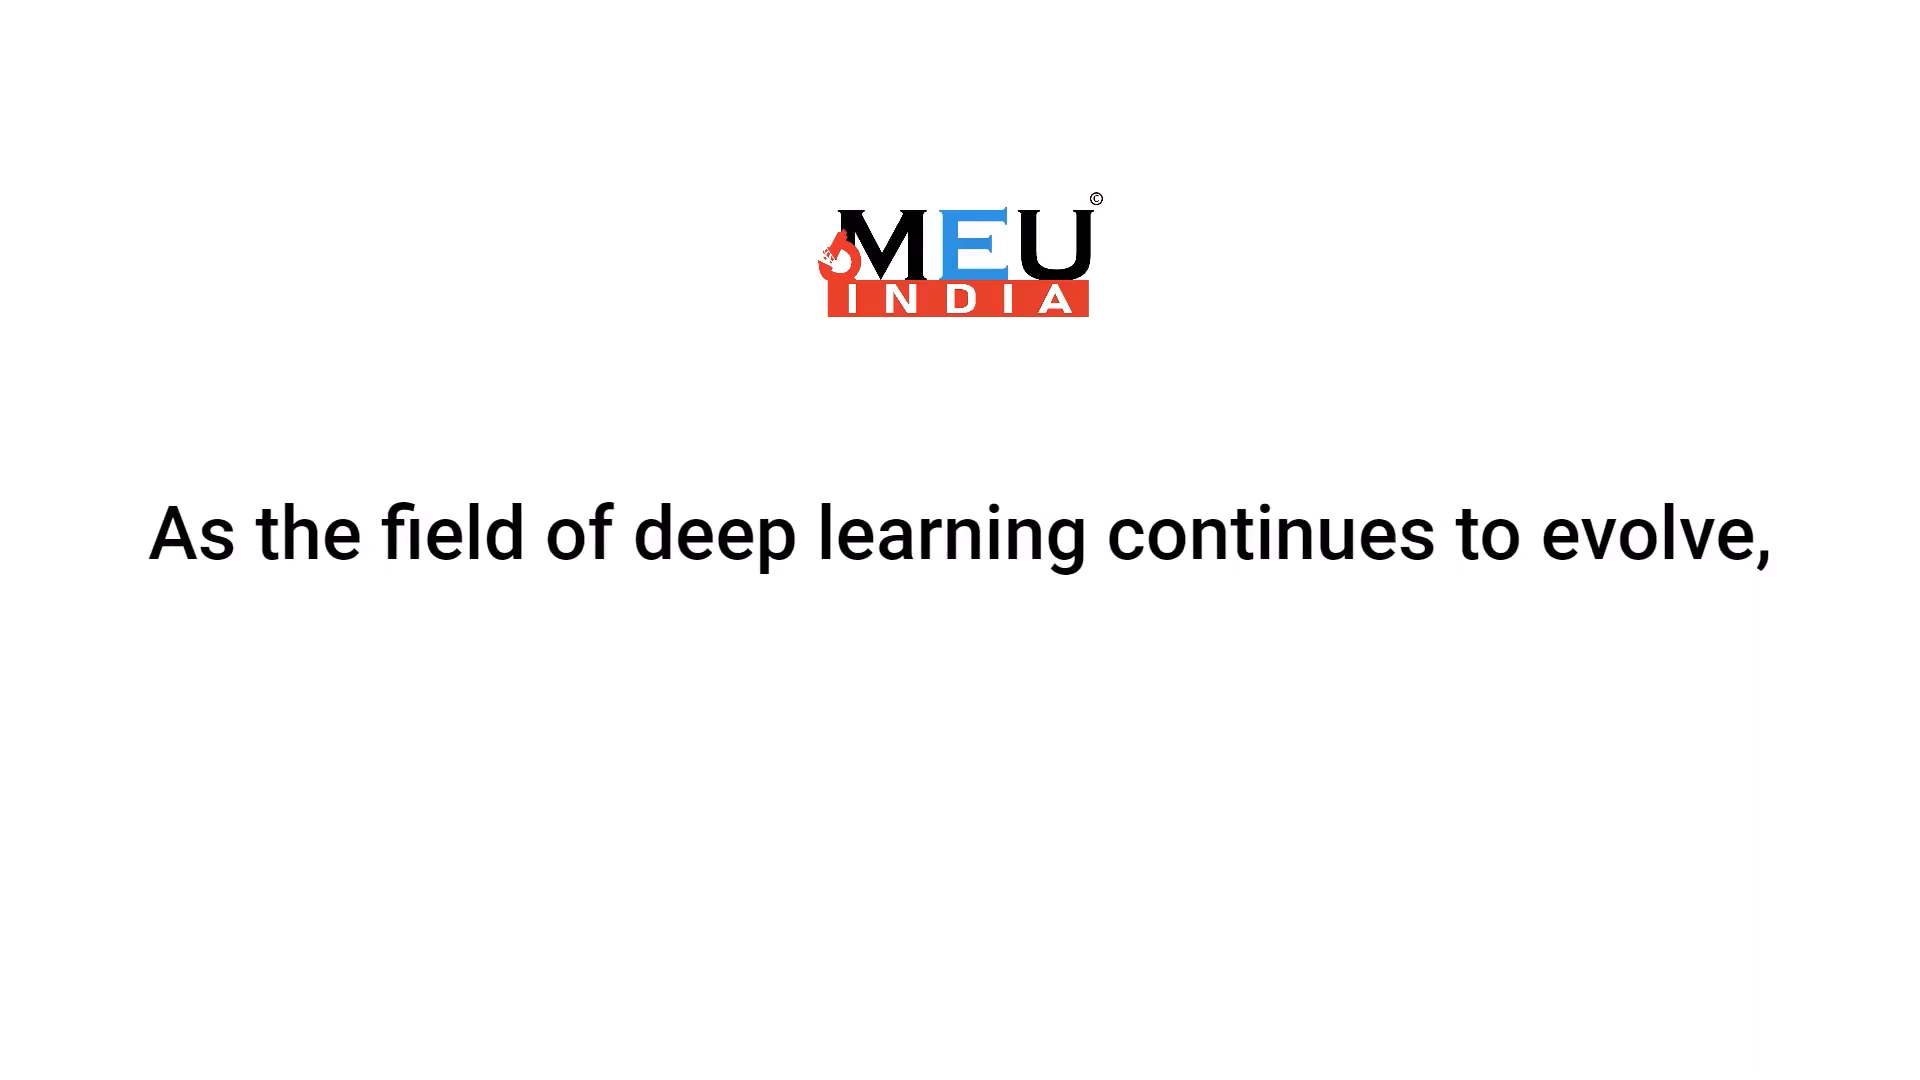 MEU©
INDIA
As the field of deep learning continues to evolve,